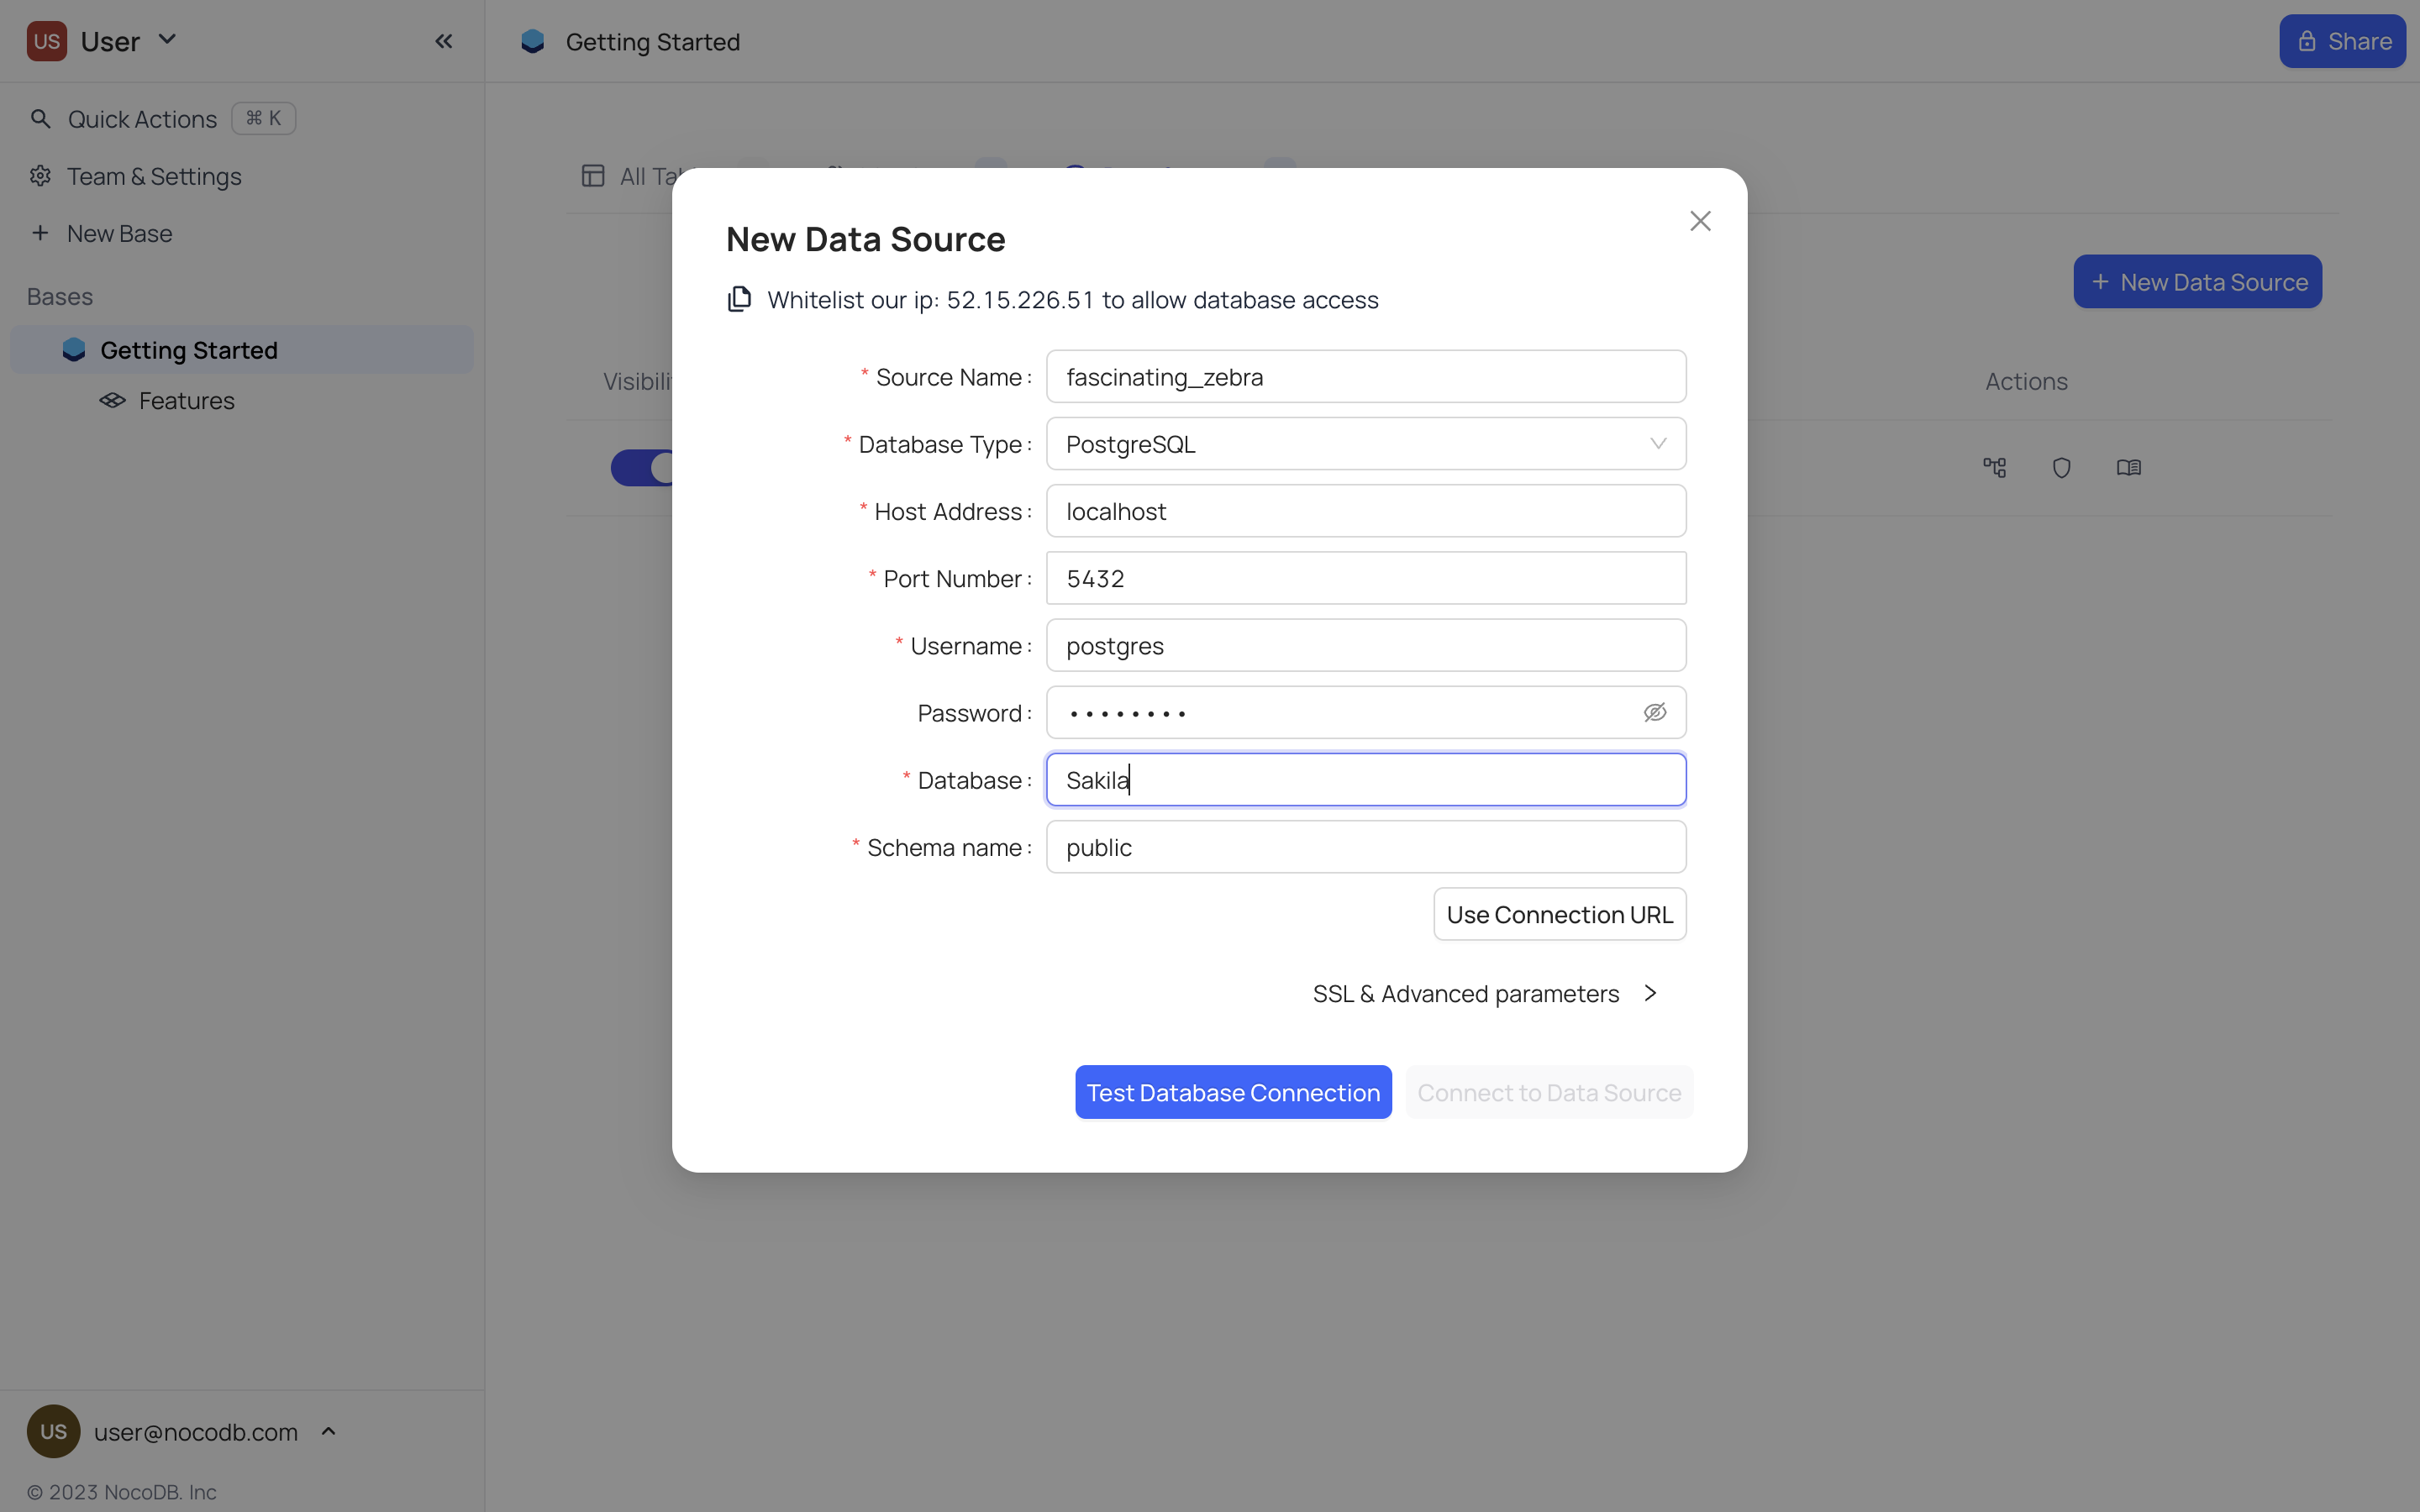 US User
Getting Started
Share
Quick Actions ⌘ K
Team & Settings
All Ta
New Base
New Data Source
Whitelist our ip: 52.15.226.51 to allow database access
+ New Data Source
Bases
Getting Started
Features
Visibili
Actions
* Source Name : fascinating_zebra
* Database Type : PostgreSQL
* Host Address : localhost
* Port Number : 5432
* Username : postgres
Password : ••••••••
* Database : Sakila
* Schema name : public
Use Connection URL
SSL & Advanced parameters
Test Database Connection
Connect to Data Source
US user@nocodb.com
© 2023 NocoDB. Inc